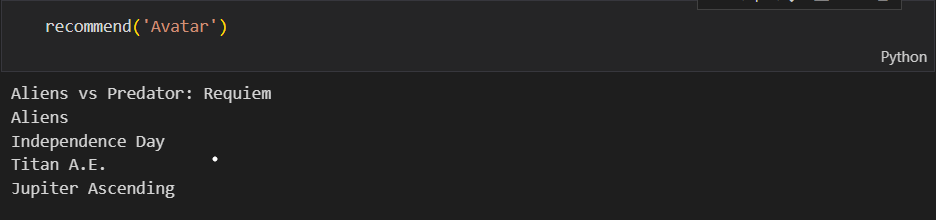 recommend('Avatar')
Python
Aliens vs Predator: Requiem
Aliens
Independence Day
Titan A.E.
Jupiter Ascending